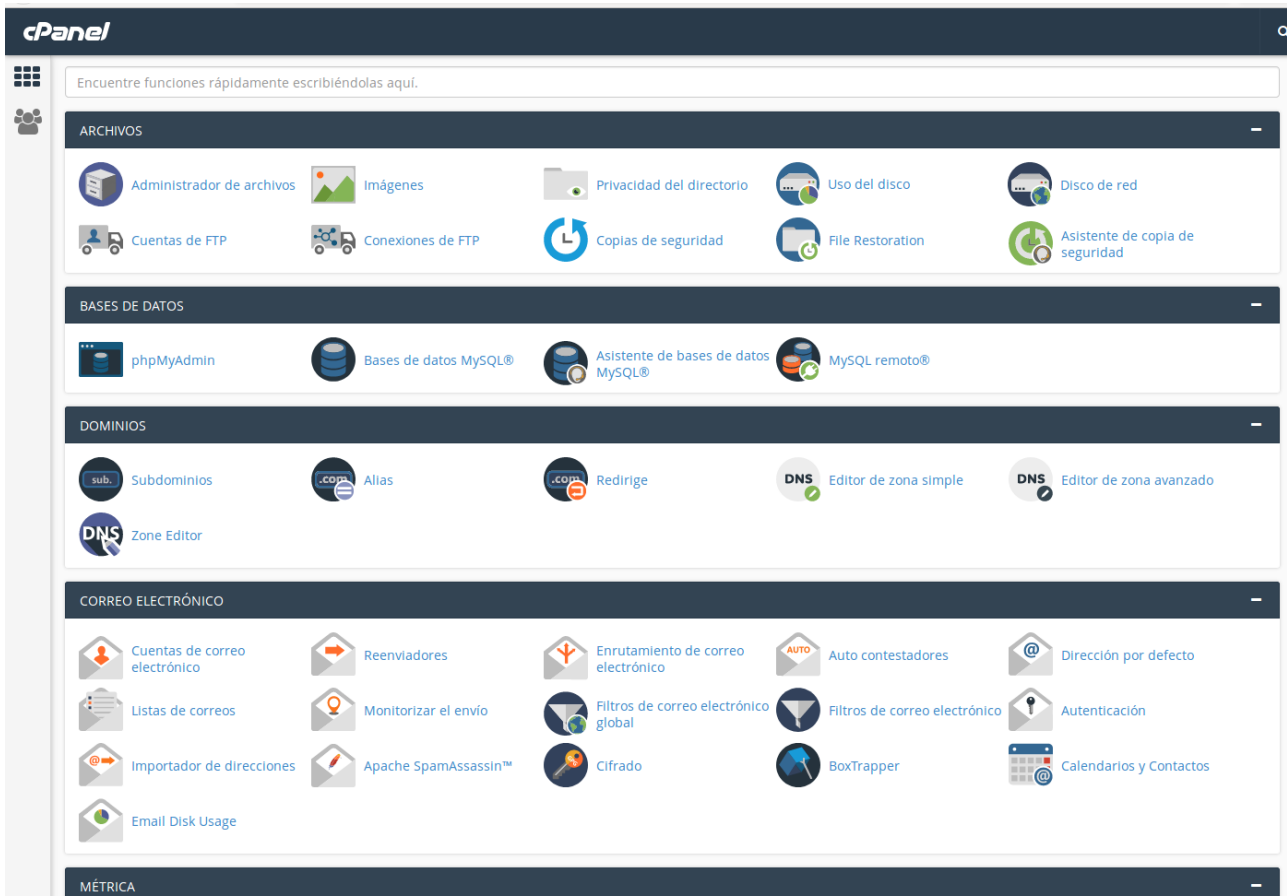 cPanel
Encuentre funciones rápidamente escribiéndolas aquí.
ARCHIVOS
Administrador de archivos
Imágenes
Privacidad del directorio
Uso del disco
Disco de red
Cuentas de FTP
Conexiones de FTP
Copias de seguridad
File Restoration
Asistente de copia de
seguridad
BASES DE DATOS
phpMyAdmin
Bases de datos MySQL®
Asistente de bases de datos
MySQL®
MySQL remoto®
DOMINIOS
sub.
Subdominios
.com
Alias
.com
Redirige
DNS
Editor de zona simple
DNS
Editor de zona avanzado
DNS
Zone Editor
CORREO ELECTRÓNICO
Cuentas de correo
electrónico
Reenviadores
Enrutamiento de correo
electrónico
AUTO
Auto contestadores
@
Dirección por defecto
Listas de correos
Monitorizar el envío
Filtros de correo electrónico
global
Filtros de correo electrónico
Autenticación
@
Importador de direcciones
Apache SpamAssassin™
Cifrado
BoxTrapper
@
Calendarios y Contactos
Email Disk Usage
MÉTRICA